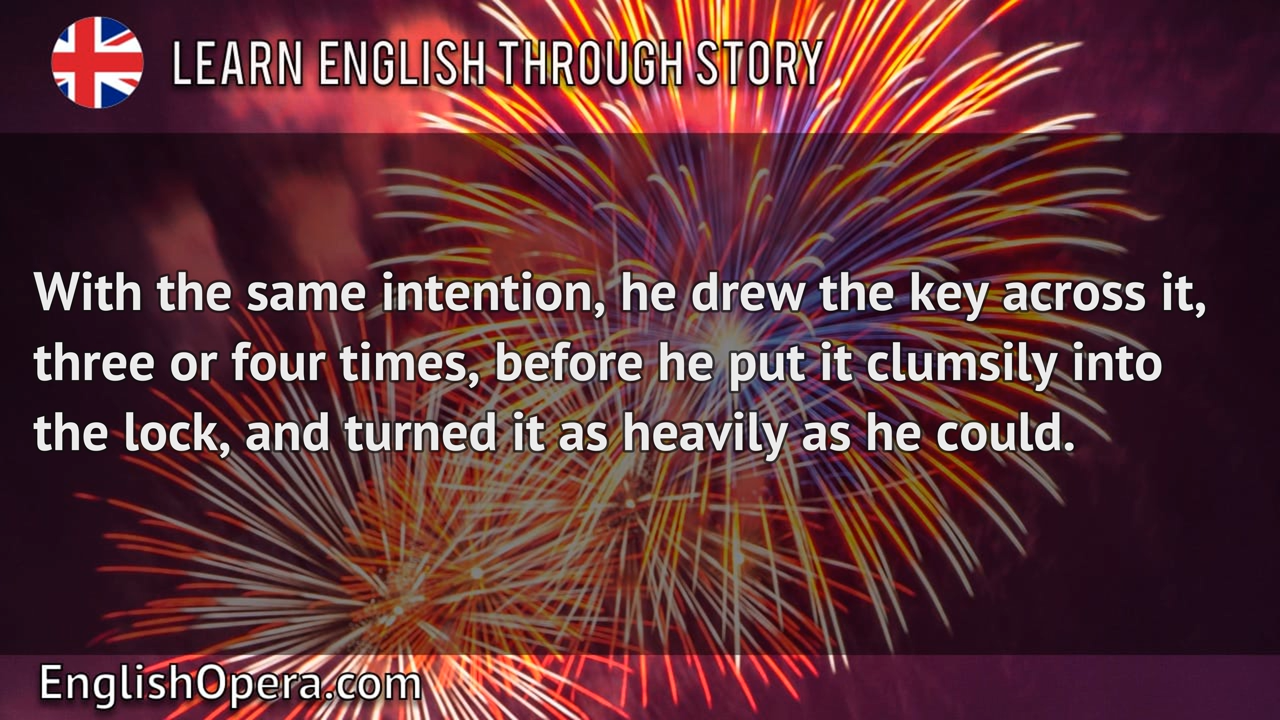 LEARN ENGLISH THROUGH STORY
With the same intention, he drew the key across it,
three or four times, before he put it clumsily into
the lock, and turned it as heavily as he could.
EnglishOpera.com